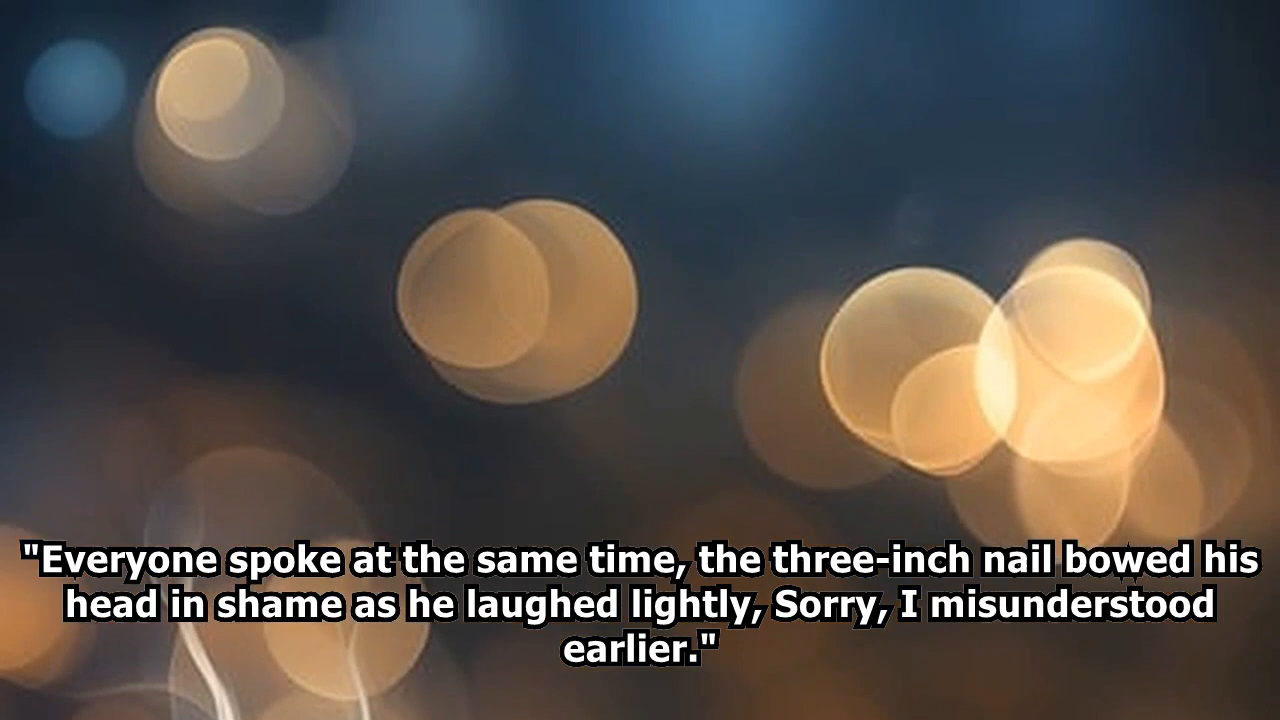 "Everyone spoke at the same time, the three-inch nail bowed his
head in shame as he laughed lightly, Sorry, I misunderstood
earlier."